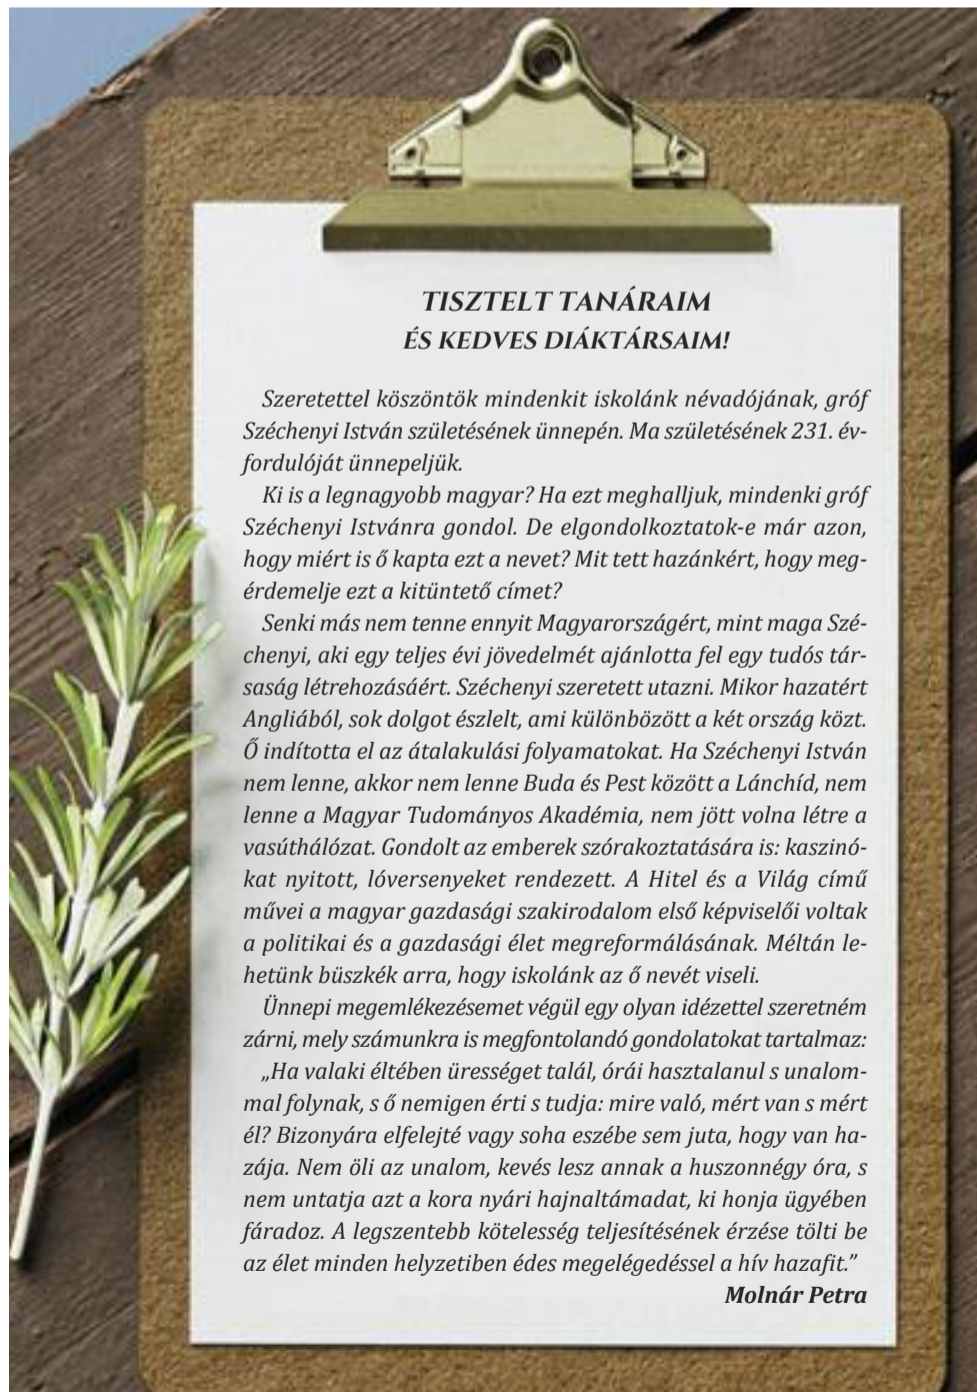 TISZTELT TANÁRAIM
ÉS KEDVES DIÁKTÁRSAIM!
Szeretettel köszöntök mindenkit iskolánk névadójának, gróf
Széchenyi István születésének ünnepén. Ma születésének 231. év-
fordulóját ünnepeljük.
Ki is a legnagyobb magyar? Ha ezt meghalljuk, mindenki gróf
Széchenyi Istvánra gondol. De elgondolkoztatok-e már azon,
hogy miért is ő kapta ezt a nevet? Mit tett hazánkért, hogy meg-
érdemelje ezt a kitüntető címet?
Senki más nem tenne ennyit Magyarországért, mint maga Szé-
chenyi, aki egy teljes évi jövedelmét ajánlotta fel egy tudós tár-
saság létrehozásáért. Széchenyi szeretett utazni. Mikor hazatért
Angliából, sok dolgot észlelt, ami különbözött a két ország közt.
Ő indította el az átalakulási folyamatokat. Ha Széchenyi István
nem lenne, akkor nem lenne Buda és Pest között a Lánchíd, nem
lenne a Magyar Tudományos Akadémia, nem jött volna létre a
vasúthálózat. Gondolt az emberek szórakoztatására is: kaszinó-
kat nyitott, lóversenyeket rendezett. A Hitel és a Világ című
művei a magyar gazdasági szakirodalom első képviselői voltak
a politikai és a gazdasági élet megreformálásának. Méltán le-
hetünk büszkék arra, hogy iskolánk az ő nevét viseli.
Ünnepi megemlékezésemet végül egy olyan idézettel szeretném
zárni, mely számunkra is megfontolandó gondolatokat tartalmaz:
„Ha valaki éltében ürességet talál, órái hasztalanul s unalom-
mal folynak, s ő nemigen érti s tudja: mire való, mért van s mért
él? Bizonyára elfelejté vagy soha eszébe sem juta, hogy van ha-
zája. Nem öli az unalom, kevés lesz annak a huszonnégy óra, s
nem untatja azt a kora nyári hajnaltámadat, ki honja ügyében
fáradoz. A legszentebb kötelesség teljesítésének érzése tölti be
az élet minden helyzetiben édes megelégedéssel a hív hazafit.”
Molnár Petra